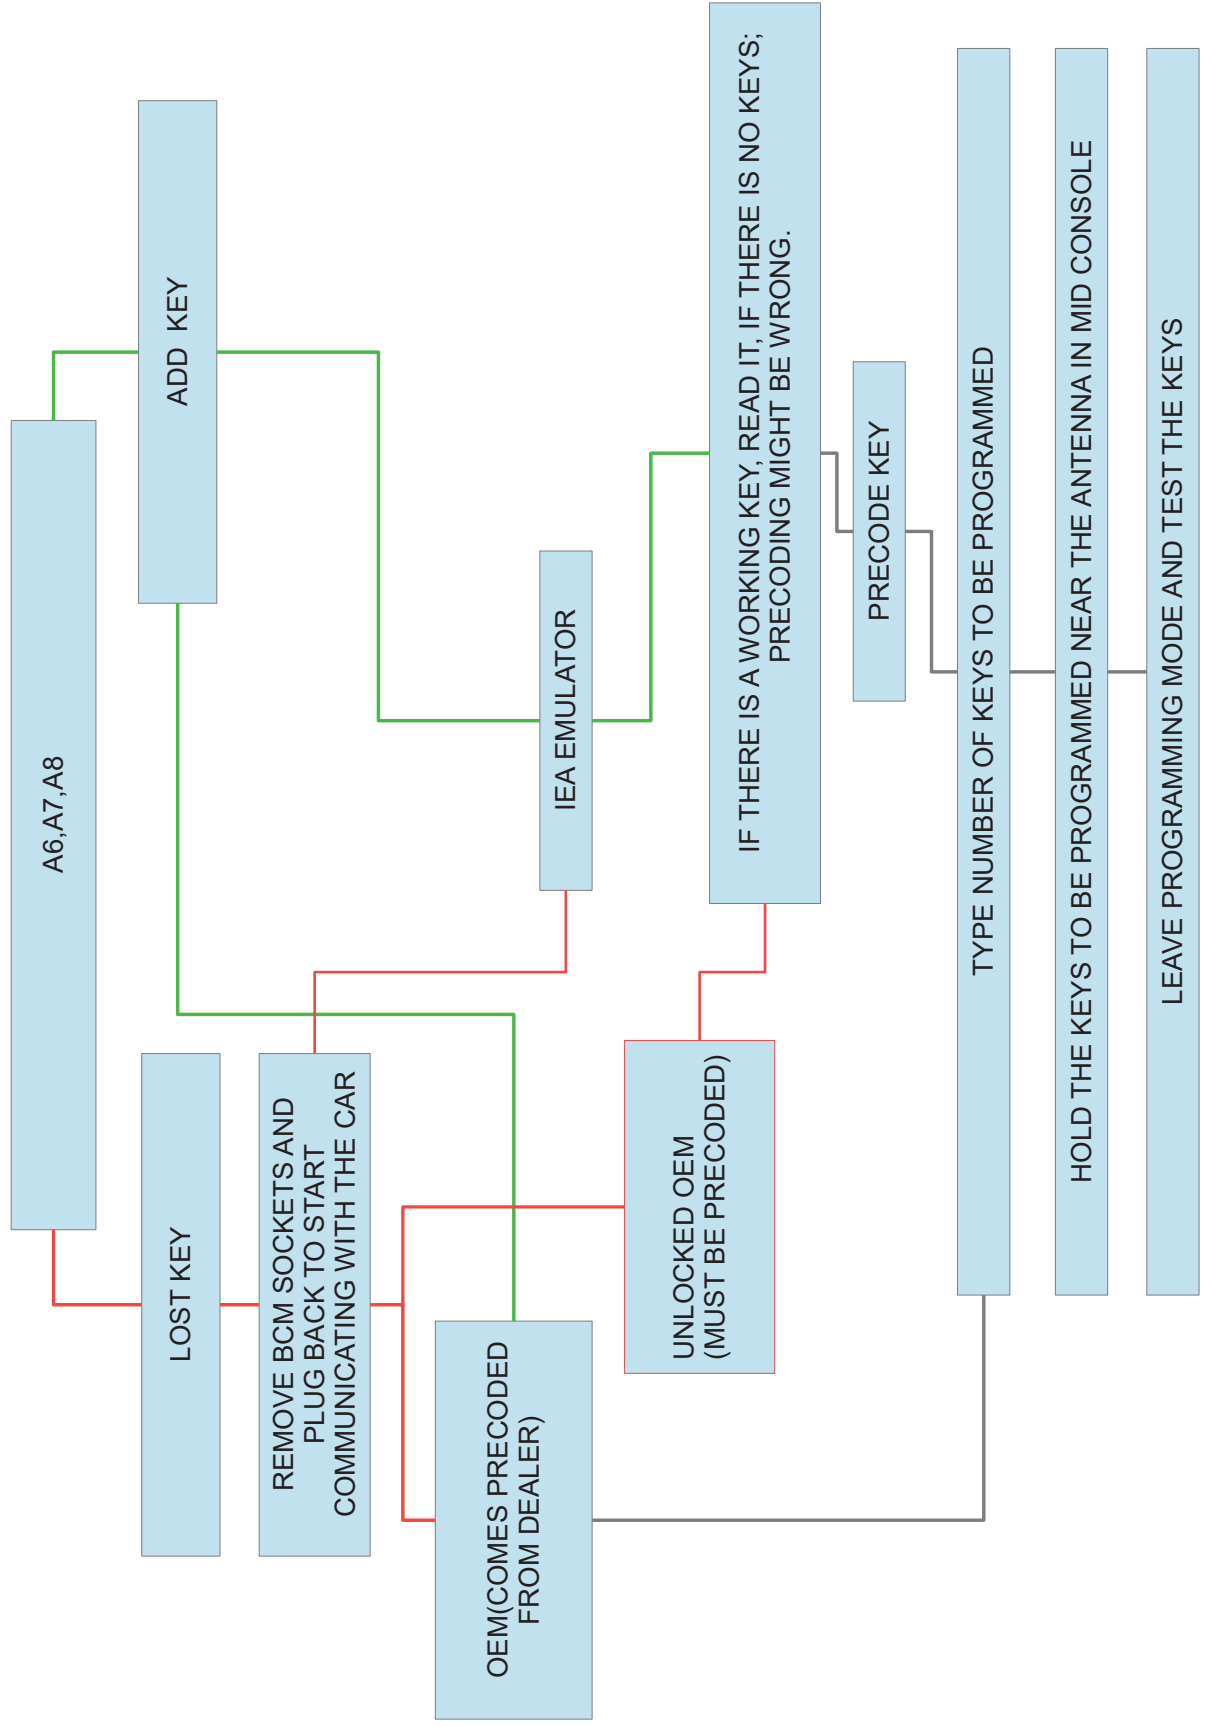 A6,A7,A8
LOST KEY
ADD KEY
REMOVE BCM SOCKETS AND
PLUG BACK TO START
COMMUNICATING WITH THE CAR
OEM(COMES PRECODED
FROM DEALER)
IEA EMULATOR
UNLOCKED OEM
(MUST BE PRECODED)
IF THERE IS A WORKING KEY, READ IT, IF THERE IS NO KEYS;
PRECODING MIGHT BE WRONG.
PRECODE KEY
TYPE NUMBER OF KEYS TO BE PROGRAMMED
HOLD THE KEYS TO BE PROGRAMMED NEAR THE ANTENNA IN MID CONSOLE
LEAVE PROGRAMMING MODE AND TEST THE KEYS